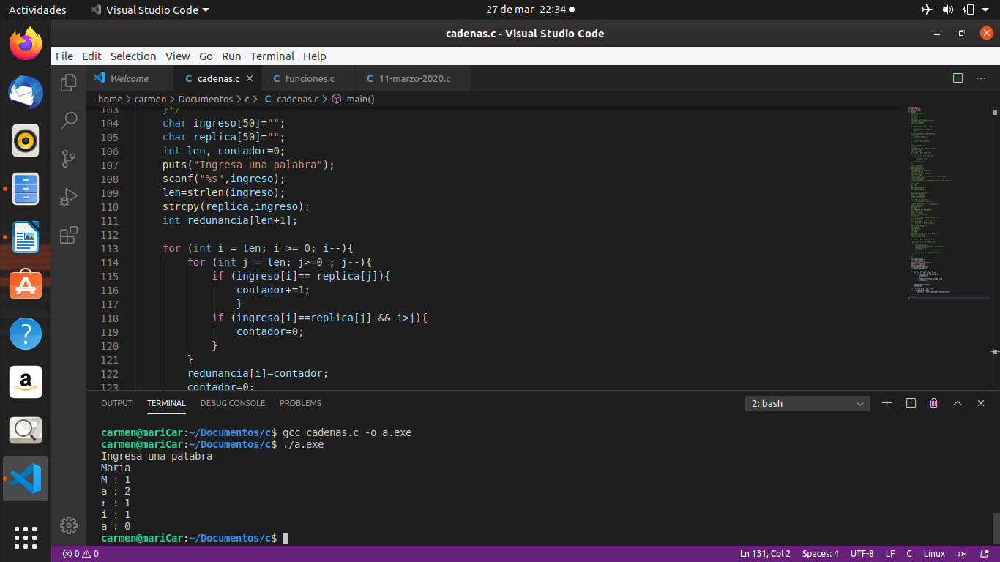 Actividades Visual Studio Code 27 de mar 22:34
cadenas.c - Visual Studio Code
File Edit Selection View Go Run Terminal Help
Welcome C cadenas.c C funciones.c C 11-marzo-2020.c
home > carmen > Documentos > c > C cadenas.c > main()
103 }*/
104 char ingreso[50]="";
105 char replica[50]="";
106 int len, contador=0;
107 puts("Ingresa una palabra");
108 scanf("%s",ingreso);
109 len=strlen(ingreso);
110 strcpy(replica,ingreso);
111 int redunancia[len+1];
112
113 for (int i = len; i >= 0; i--){
114 for (int j = len; j>=0 ; j--){
115 if (ingreso[i]== replica[j]){
116 contador+=1;
117 }
118 if (ingreso[i]==replica[j] && i>j){
119 contador=0;
120 }
121 }
122 redunancia[i]=contador;
123 contador=0;
OUTPUT TERMINAL DEBUG CONSOLE PROBLEMS 2: bash
carmen@mariCar:~/Documentos/c$ gcc cadenas.c -o a.exe
carmen@mariCar:~/Documentos/c$ ./a.exe
Ingresa una palabra
Maria
M : 1
a : 2
r : 1
i : 1
a : 0
carmen@mariCar:~/Documentos/c$
0 0 Ln 131, Col 2 Spaces: 4 UTF-8 LF C Linux